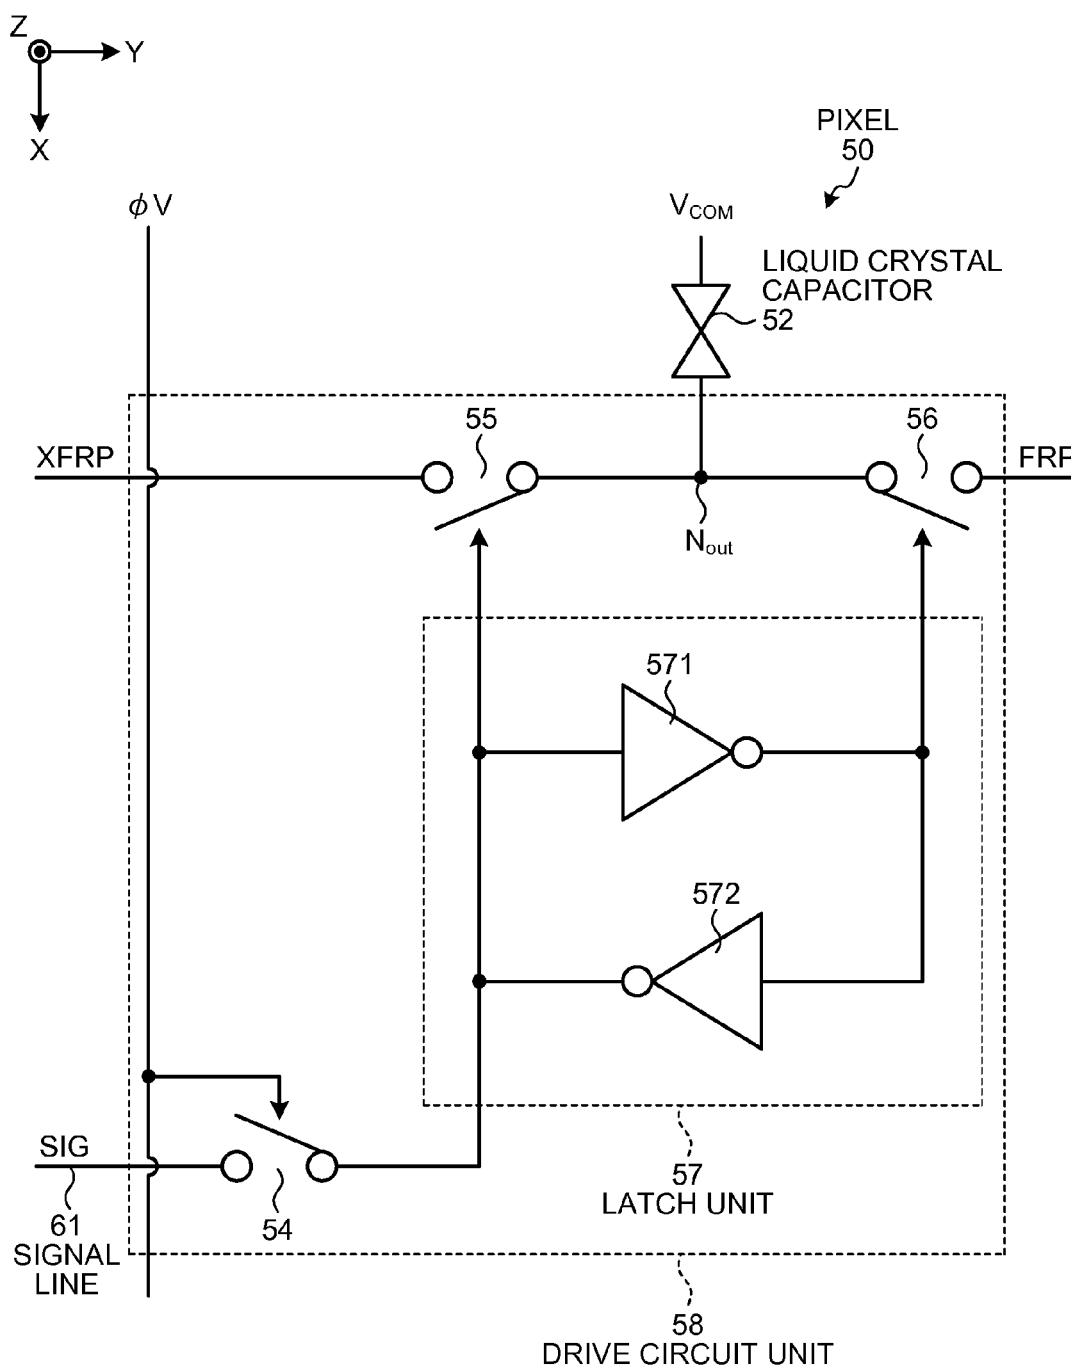 Z
Y
X
PIXEL
50
ϕV
VCOM
LIQUID CRYSTAL
CAPACITOR
52
55
56
XFRP
FRP
Nout
571
572
SIG
61
SIGNAL
LINE
54
57
LATCH UNIT
58
DRIVE CIRCUIT UNIT